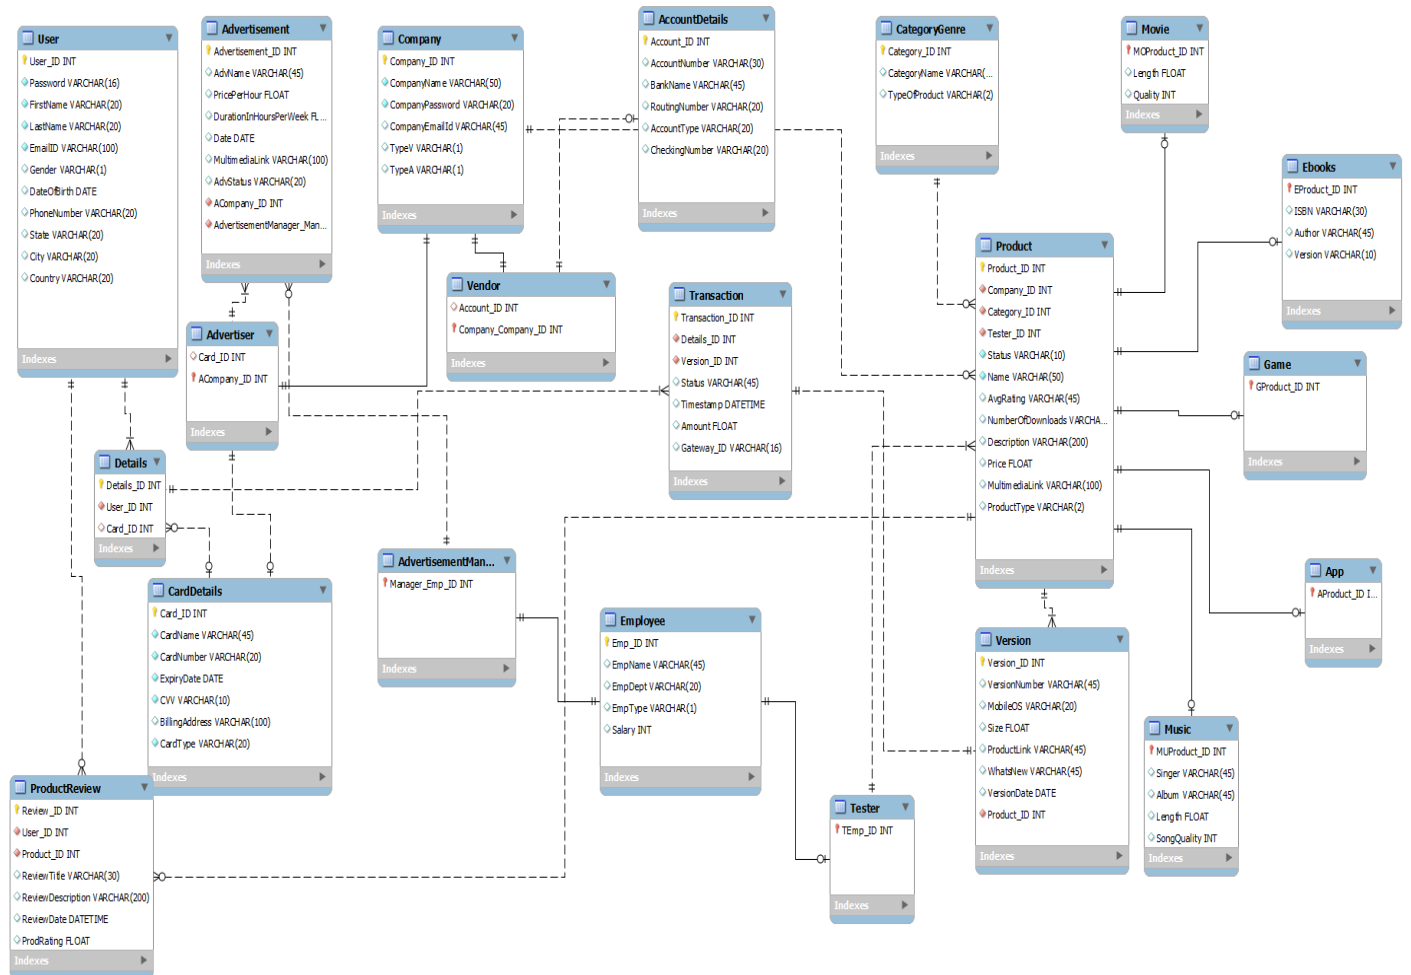 User
User_ID INT
Password VARCHAR(16)
FirstName VARCHAR(20)
LastName VARCHAR(20)
EmailID VARCHAR(100)
Gender VARCHAR(1)
DateOfBirth DATE
PhoneNumber VARCHAR(20)
State VARCHAR(20)
City VARCHAR(20)
Country VARCHAR(20)
Indexes
Advertisement
Advertisement_ID INT
AdvName VARCHAR(45)
PricePerHour FLOAT
DurationInHoursPerWeek FL...
Date DATE
MultimediaLink VARCHAR(100)
AdvStatus VARCHAR(20)
ACompany_ID INT
AdvertisementManager_Man...
Indexes
Company
Company_ID INT
CompanyName VARCHAR(50)
CompanyPassword VARCHAR(20)
CompanyEmailId VARCHAR(45)
TypeV VARCHAR(1)
TypeA VARCHAR(1)
Indexes
AccountDetails
Account_ID INT
AccountNumber VARCHAR(30)
BankName VARCHAR(45)
RoutingNumber VARCHAR(20)
AccountType VARCHAR(20)
CheckingNumber VARCHAR(20)
Indexes
CategoryGenre
Category_ID INT
CategoryName VARCHAR(...
TypeOfProduct VARCHAR(2)
Indexes
Movie
MOProduct_ID INT
Length FLOAT
Quality INT
Indexes
Ebooks
EProduct_ID INT
ISBN VARCHAR(30)
Author VARCHAR(45)
Version VARCHAR(10)
Indexes
Product
Product_ID INT
Company_ID INT
Category_ID INT
Tester_ID INT
Status VARCHAR(10)
Name VARCHAR(50)
AvgRating VARCHAR(45)
NumberOfDownloads VARCHA...
Description VARCHAR(200)
Price FLOAT
MultimediaLink VARCHAR(100)
ProductType VARCHAR(2)
Indexes
Vendor
Account_ID INT
Company_Company_ID INT
Indexes
Transaction
Transaction_ID INT
Details_ID INT
Version_ID INT
Status VARCHAR(45)
Timestamp DATETIME
Amount FLOAT
Gateway_ID VARCHAR(16)
Indexes
Advertiser
Card_ID INT
ACompany_ID INT
Indexes
Game
GProduct_ID INT
Indexes
Details
Details_ID INT
User_ID INT
Card_ID INT
Indexes
AdvertisementMan...
Manager_Emp_ID INT
Indexes
App
AProduct_ID I...
Indexes
CardDetails
Card_ID INT
CardName VARCHAR(45)
CardNumber VARCHAR(20)
ExpiryDate DATE
CVV VARCHAR(10)
BillingAddress VARCHAR(100)
CardType VARCHAR(20)
Indexes
Employee
Emp_ID INT
EmpName VARCHAR(45)
EmpDept VARCHAR(20)
EmpType VARCHAR(1)
Salary INT
Indexes
Version
Version_ID INT
VersionNumber VARCHAR(45)
MobileOS VARCHAR(20)
Size FLOAT
ProductLink VARCHAR(45)
WhatsNew VARCHAR(45)
VersionDate DATE
Product_ID INT
Indexes
Music
MUProduct_ID INT
Singer VARCHAR(45)
Album VARCHAR(45)
Length FLOAT
SongQuality INT
Indexes
ProductReview
Review_ID INT
User_ID INT
Product_ID INT
ReviewTitle VARCHAR(30)
ReviewDescription VARCHAR(200)
ReviewDate DATETIME
ProdRating FLOAT
Indexes
Tester
TEmp_ID INT
Indexes